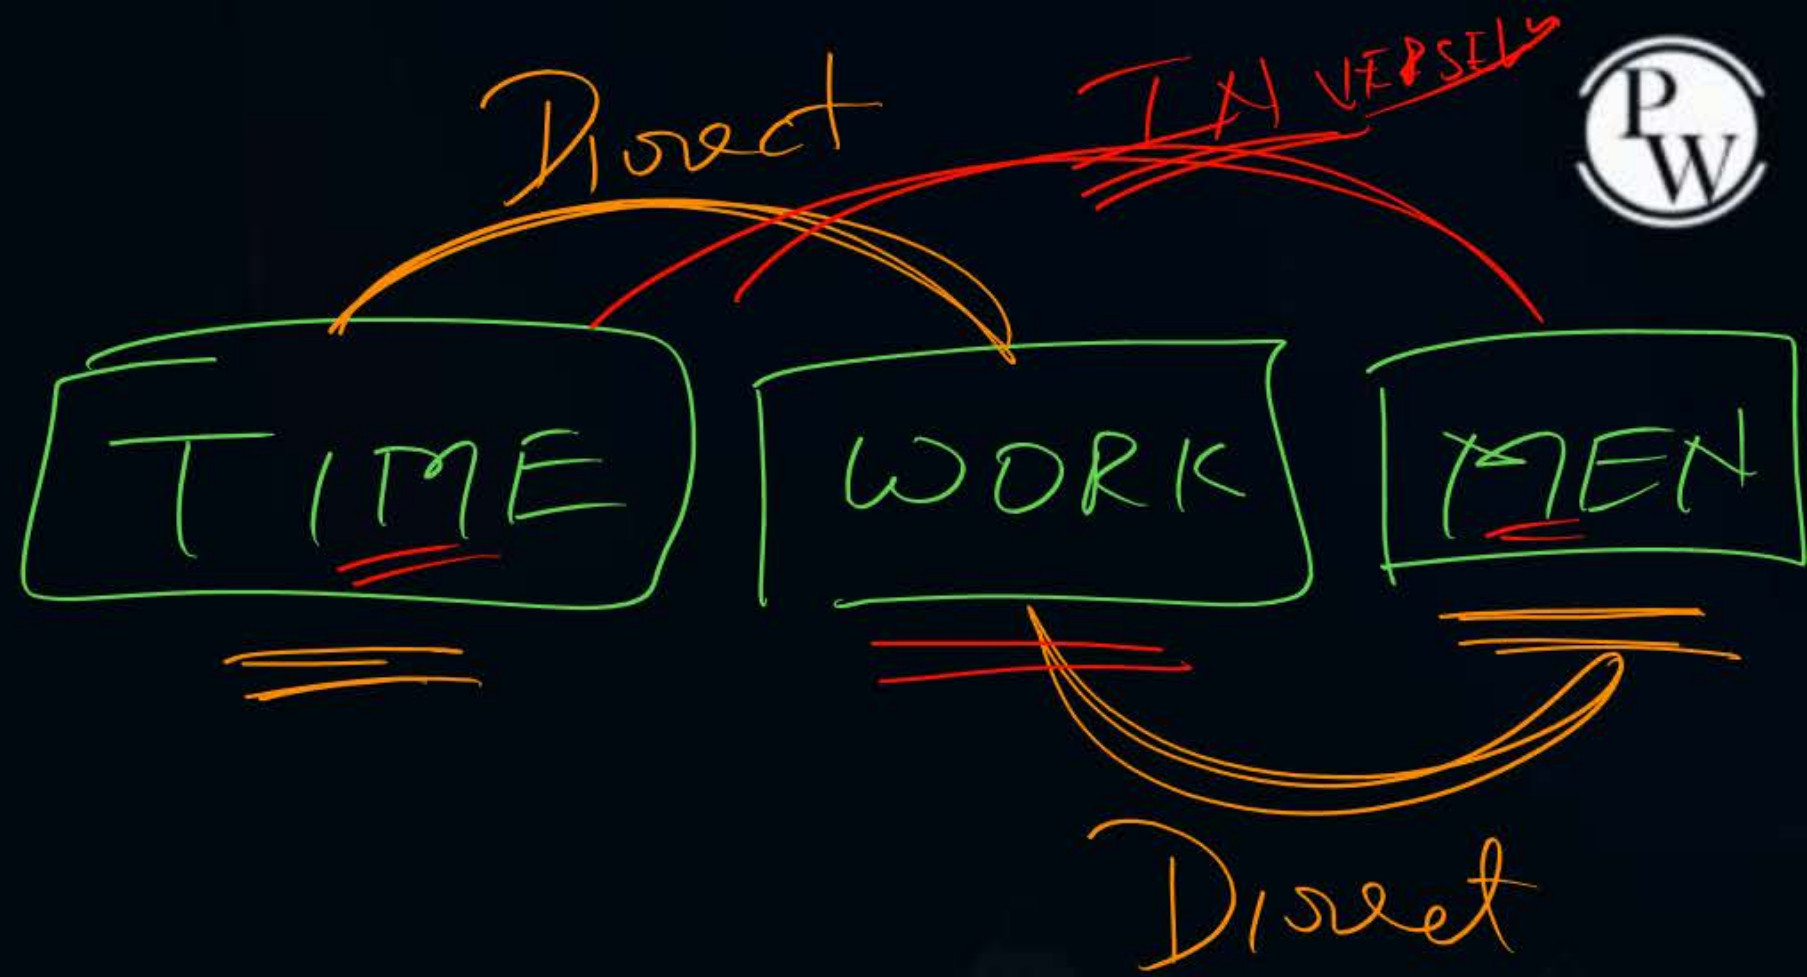 Direct
INVERSELY
PW
TIME WORK MEN
Direct